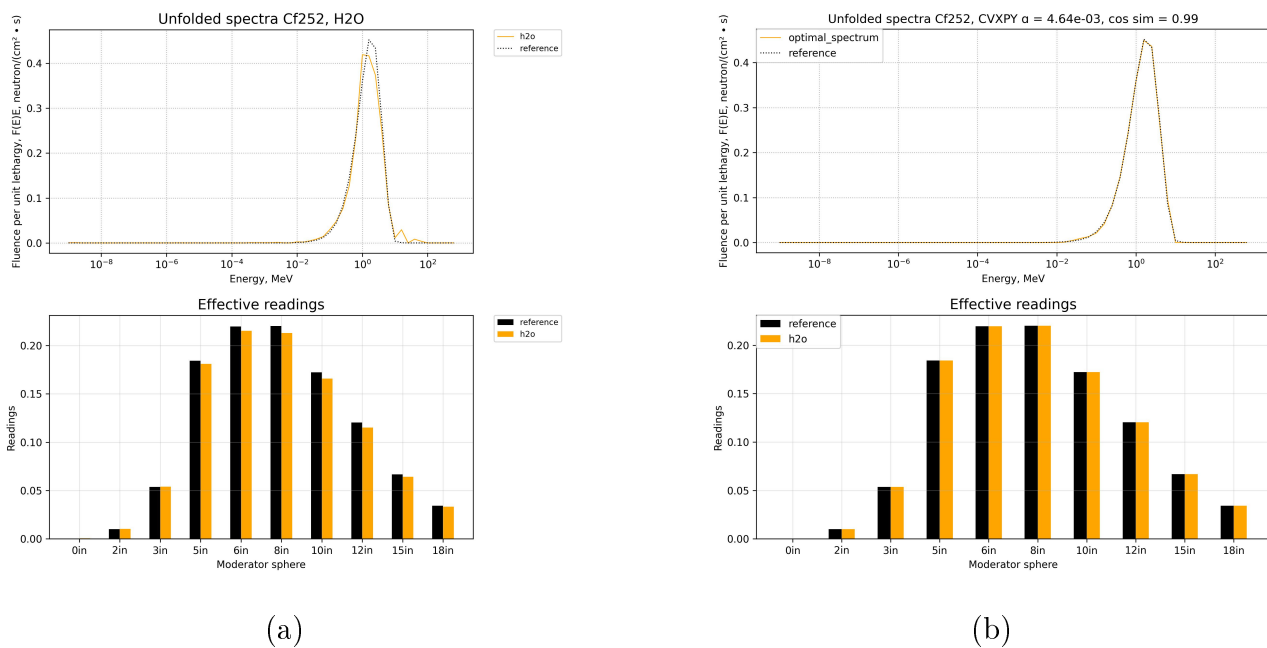 Unfolded spectra Cf252, H2O
h2o
reference
Fluence per unit lethargy, F(E)E, neutron/(cm² • s)
0.4
0.3
0.2
0.1
0.0
10⁻⁸ 10⁻⁶ 10⁻⁴ 10⁻² 10⁰ 10²
Energy, MeV
Effective readings
reference
h2o
Readings
0.20
0.15
0.10
0.05
0.00
0in 2in 3in 5in 6in 8in 10in 12in 15in 18in
Moderator sphere
(a)
Unfolded spectra Cf252, CVXPY α = 4.64e-03, cos sim = 0.99
optimal_spectrum
reference
Fluence per unit lethargy, F(E)E, neutron/(cm² • s)
0.4
0.3
0.2
0.1
0.0
10⁻⁸ 10⁻⁶ 10⁻⁴ 10⁻² 10⁰ 10²
Energy, MeV
Effective readings
reference
h2o
Readings
0.20
0.15
0.10
0.05
0.00
0in 2in 3in 5in 6in 8in 10in 12in 15in 18in
Moderator sphere
(b)